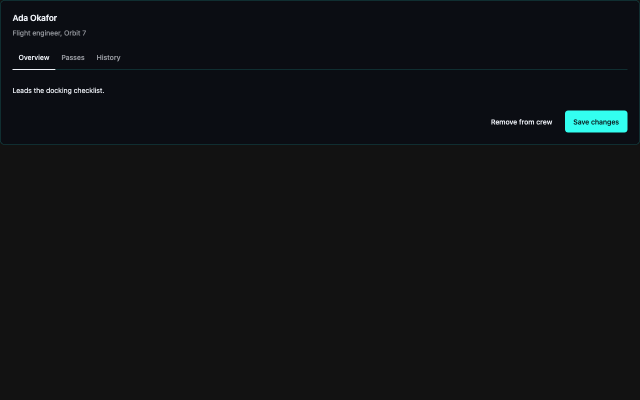 Ada Okafor
Flight engineer, Orbit 7
Overview Passes History
Leads the docking checklist.
Remove from crew Save changes